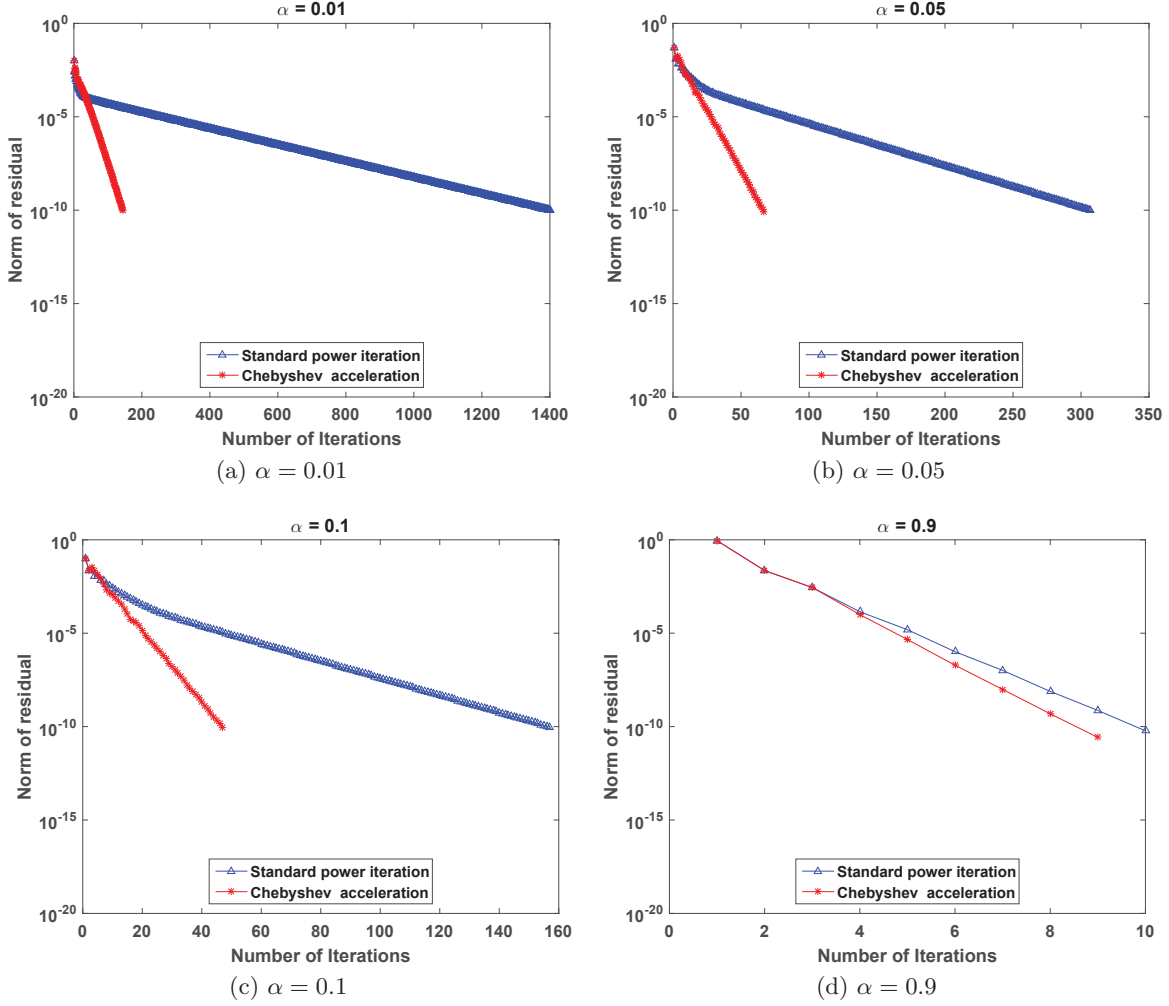 α = 0.01
10^0
10^-5
10^-10
10^-15
10^-20
Norm of residual
0 200 400 600 800 1000 1200 1400
Number of Iterations
Standard power iteration
Chebyshev acceleration
(a) α = 0.01
α = 0.05
10^0
10^-5
10^-10
10^-15
10^-20
Norm of residual
0 50 100 150 200 250 300 350
Number of Iterations
Standard power iteration
Chebyshev acceleration
(b) α = 0.05
α = 0.1
10^0
10^-5
10^-10
10^-15
10^-20
Norm of residual
0 20 40 60 80 100 120 140 160
Number of Iterations
Standard power iteration
Chebyshev acceleration
(c) α = 0.1
α = 0.9
10^0
10^-5
10^-10
10^-15
10^-20
Norm of residual
0 2 4 6 8 10
Number of Iterations
Standard power iteration
Chebyshev acceleration
(d) α = 0.9